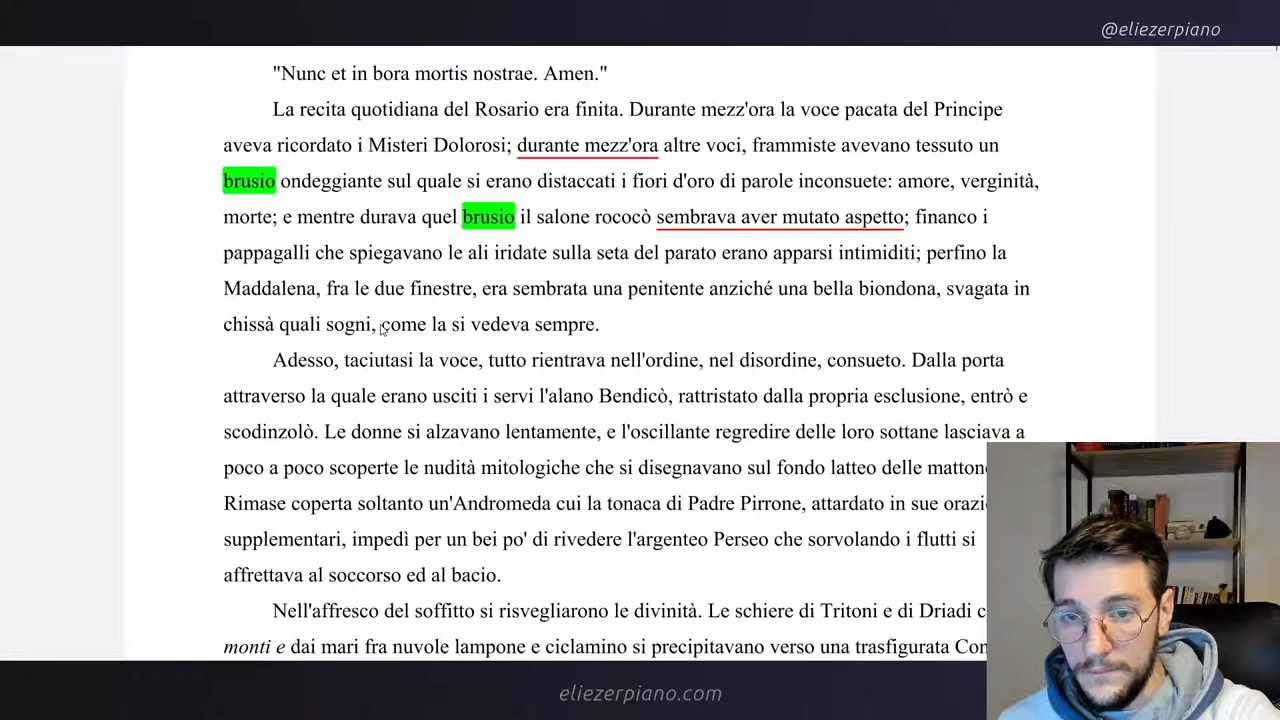 @eliezerpiano
"Nunc et in bora mortis nostrae. Amen."
La recita quotidiana del Rosario era finita. Durante mezz'ora la voce pacata del Principe
aveva ricordato i Misteri Dolorosi; durante mezz'ora altre voci, frammiste avevano tessuto un
brusio ondeggiante sul quale si erano distaccati i fiori d'oro di parole inconsuete: amore, verginità,
morte; e mentre durava quel brusio il salone rococò sembrava aver mutato aspetto; financo i
pappagalli che spiegavano le ali iridate sulla seta del parato erano apparsi intimiditi; perfino la
Maddalena, fra le due finestre, era sembrata una penitente anziché una bella biondona, svagata in
chissà quali sogni, come la si vedeva sempre.
Adesso, taciutasi la voce, tutto rientrava nell'ordine, nel disordine, consueto. Dalla porta
attraverso la quale erano usciti i servi l'alano Bendicò, rattristato dalla propria esclusione, entrò e
scodinzolò. Le donne si alzavano lentamente, e l'oscillante regredire delle loro sottane lasciava a
poco a poco scoperte le nudità mitologiche che si disegnavano sul fondo latteo delle
Rimase coperta soltanto un'Andromeda cui la tonaca di Padre Pirrone, attardato in sue
supplementari, impedì per un bei po' di rivedere l'argenteo Perseo che sorvolando i flutti si
affrettava al soccorso ed al bacio.
Nell'affresco del soffitto si risvegliarono le divinità. Le schiere di Tritoni e di Driadi
monti e dai mari fra nuvole lampone e ciclamino si precipitavano verso una trasfigurata
eliezerpiano.com